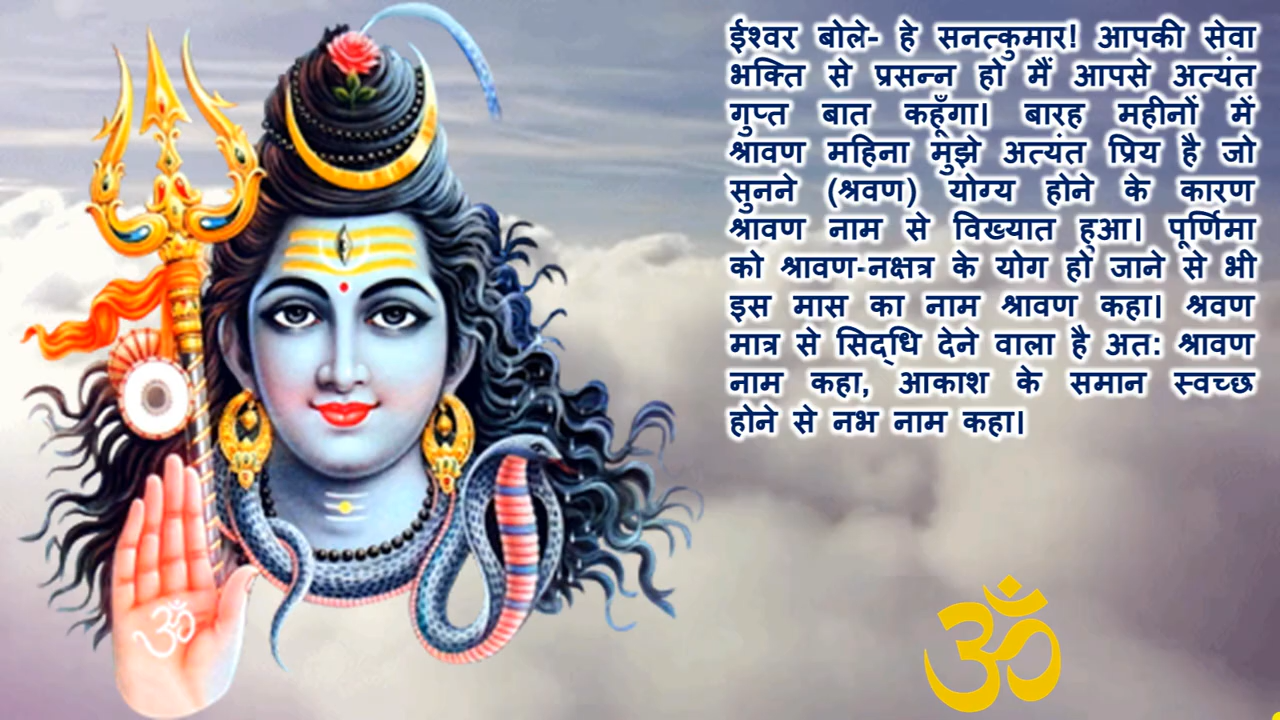 ईश्वर बोले- हे सनत्कुमार! आपकी सेवा
भक्ति से प्रसन्न हो मैं आपसे अत्यंत
गुप्त बात कहूँगा। बारह महीनों में
श्रावण महिना मुझे अत्यंत प्रिय है जो
सुनने (श्रवण) योग्य होने के कारण
श्रावण नाम से विख्यात हुआ। पूर्णिमा
को श्रावण-नक्षत्र के योग हो जाने से भी
इस मास का नाम श्रावण कहा। श्रवण
मात्र से सिद्‌धि देने वाला है अत: श्रावण
नाम कहा, आकाश के समान स्वच्छ
होने से नभ नाम कहा।
ॐ
ॐ